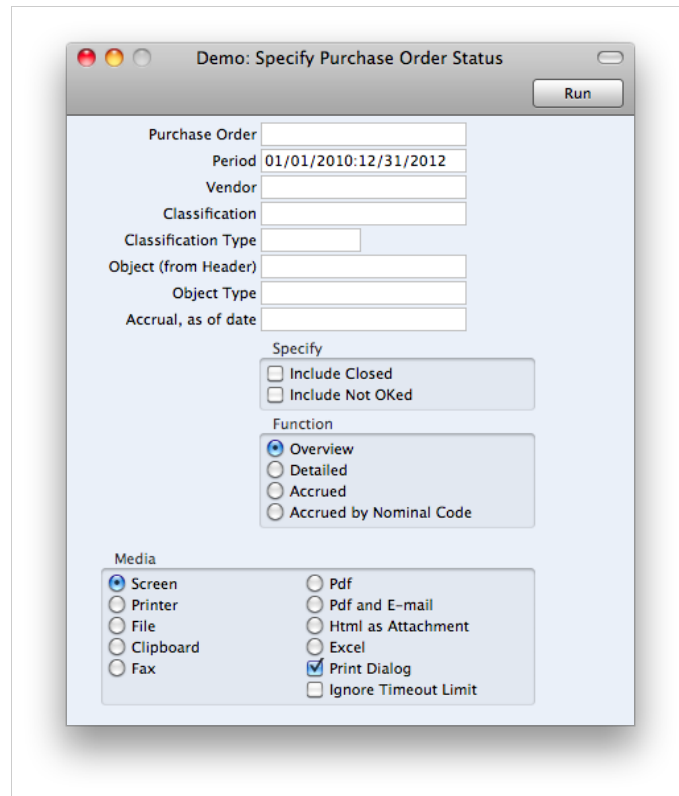 Demo: Specify Purchase Order Status
Run
Purchase Order
Period 01/01/2010:12/31/2012
Vendor
Classification
Classification Type
Object (from Header)
Object Type
Accrual, as of date
Specify
Include Closed
Include Not OKed
Function
Overview
Detailed
Accrued
Accrued by Nominal Code
Media
Screen
Printer
File
Clipboard
Fax
Pdf
Pdf and E-mail
Html as Attachment
Excel
Print Dialog
Ignore Timeout Limit